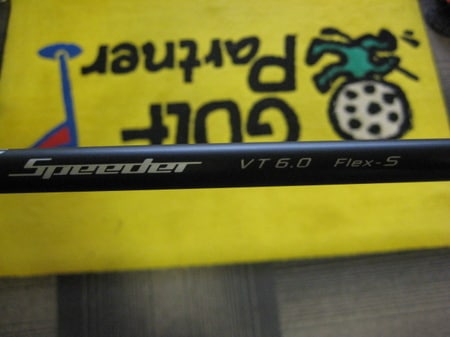 GOLF
Partner
Speeder VT 6.0 Flex-S